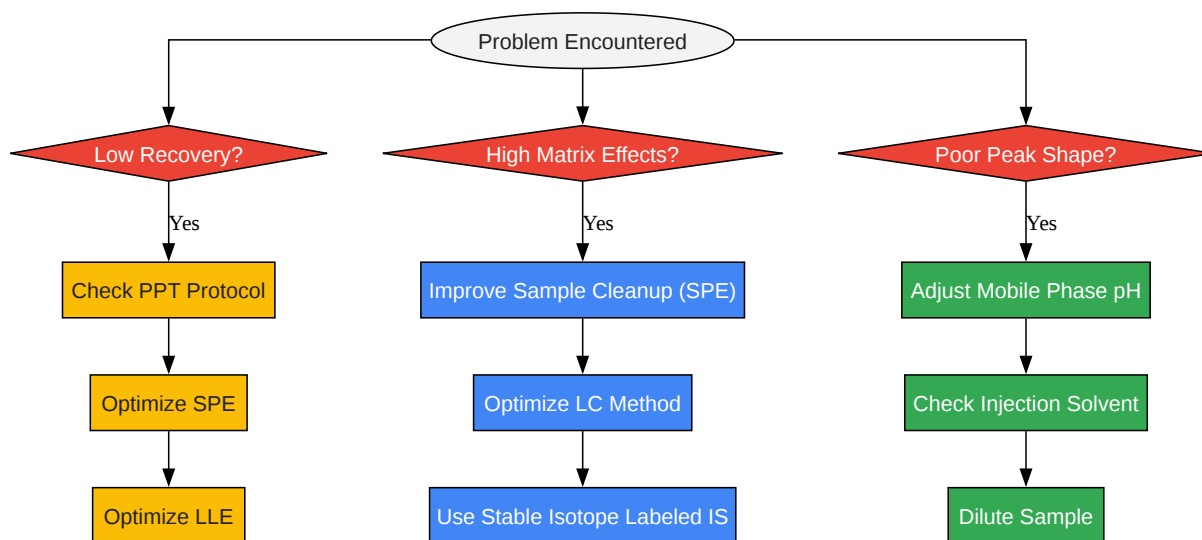 Problem Encountered
Low Recovery?
High Matrix Effects?
Poor Peak Shape?
Yes
Yes
Yes
Check PPT Protocol
Improve Sample Cleanup (SPE)
Adjust Mobile Phase pH
Optimize SPE
Optimize LC Method
Check Injection Solvent
Optimize LLE
Use Stable Isotope Labeled IS
Dilute Sample